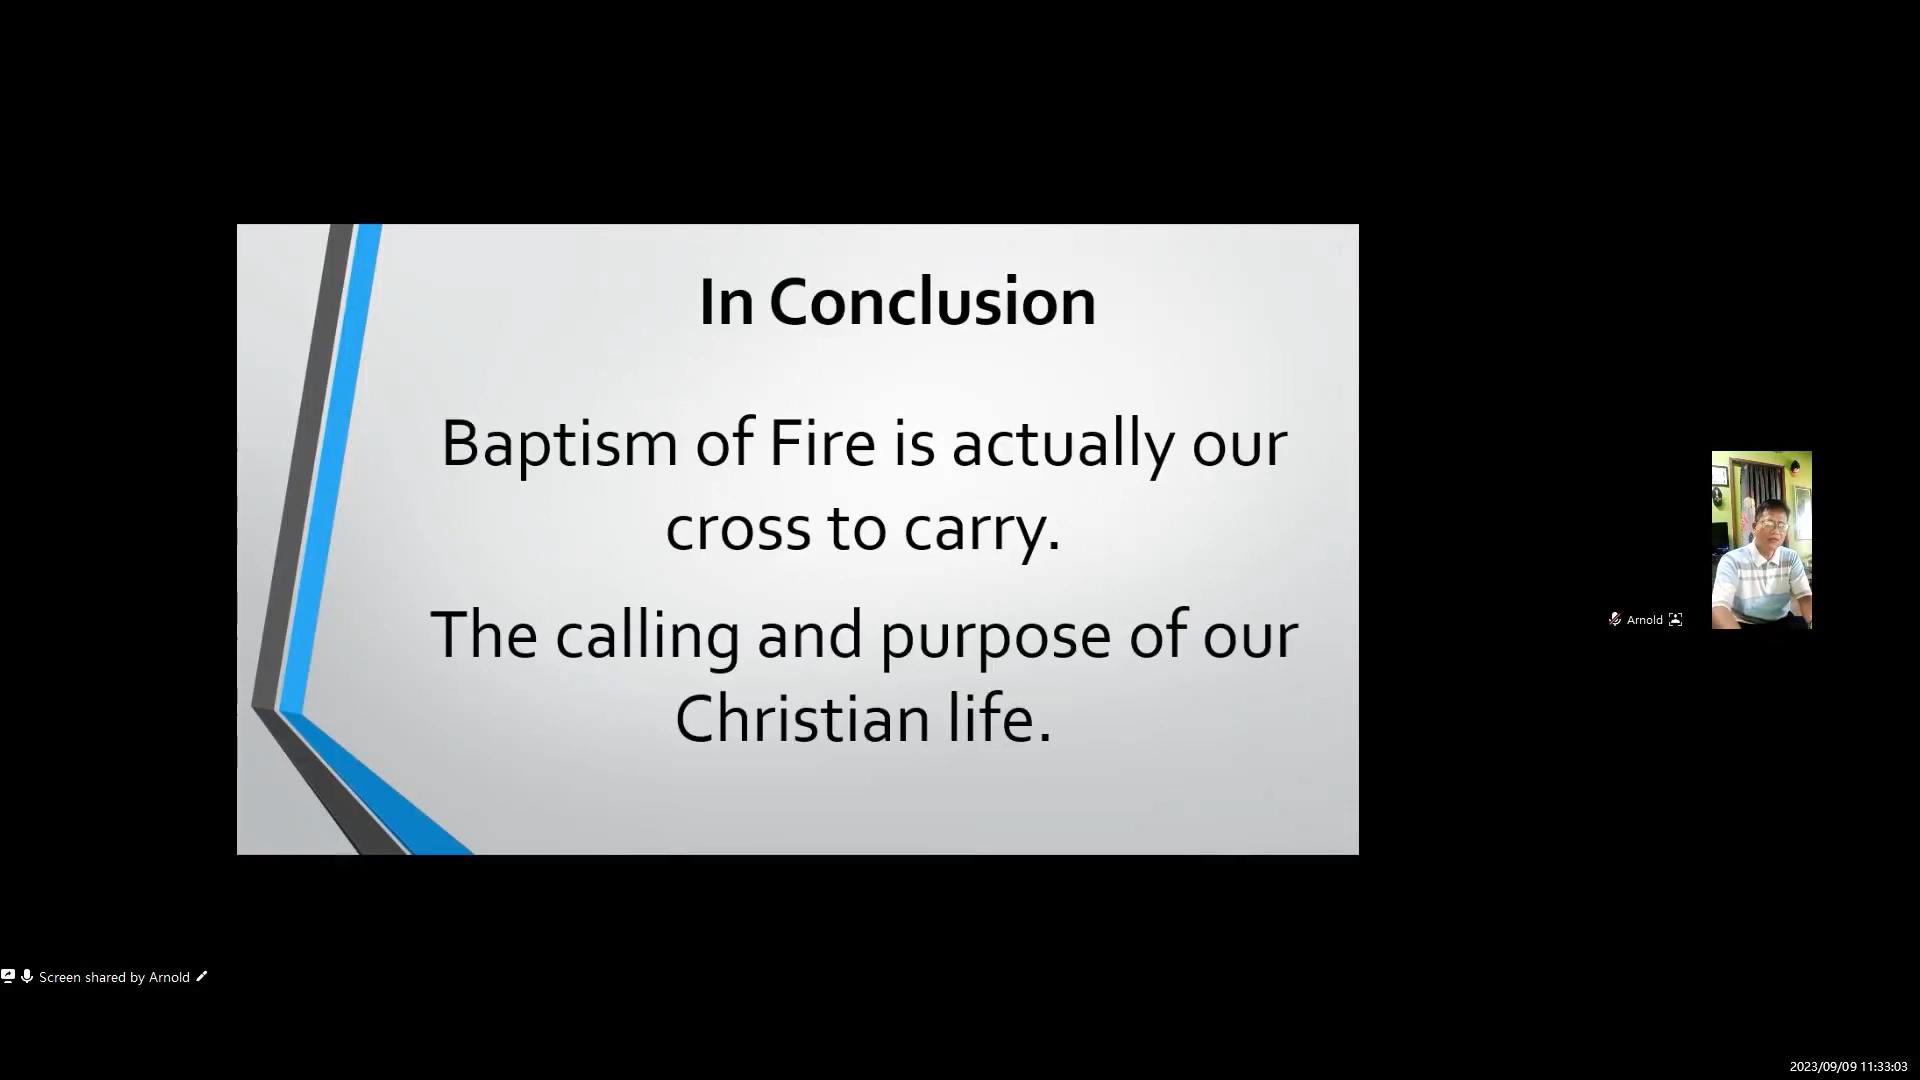 In Conclusion
Baptism of Fire is actually our
cross to carry.
The calling and purpose of our
Christian life.
Arnold
Screen shared by Arnold
2023/09/09 11:33:03